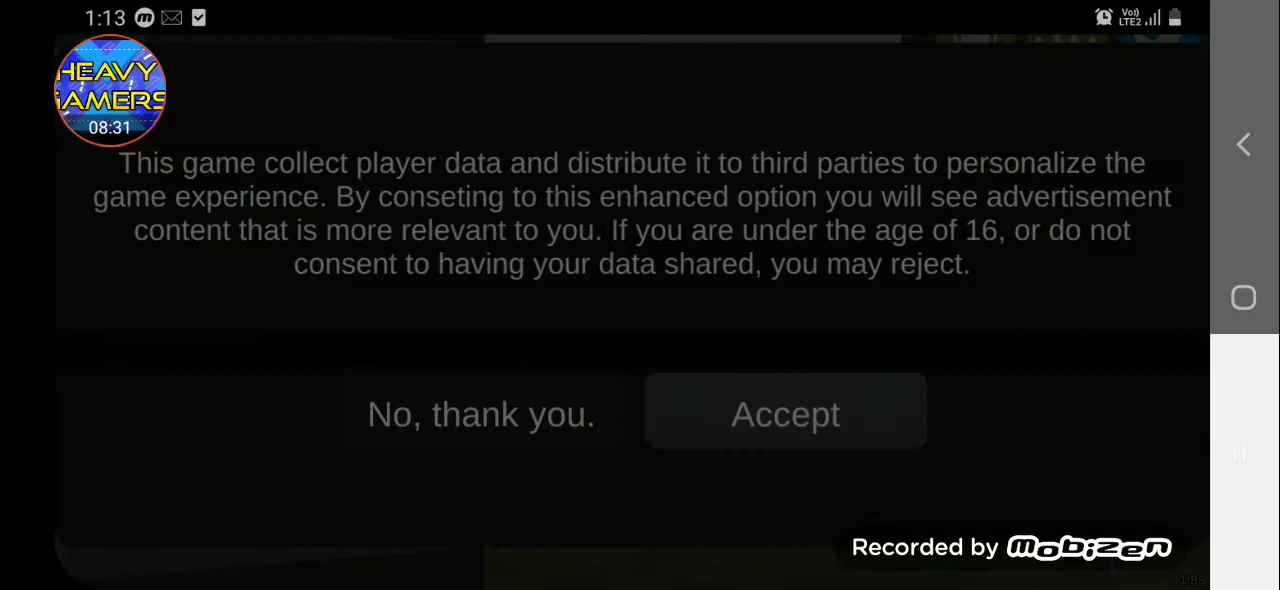 1:13
Vo)) LTE2
HEAVY
GAMERS
08:31
This game collect player data and distribute it to third parties to personalize the
game experience. By conseting to this enhanced option you will see advertisement
content that is more relevant to you. If you are under the age of 16, or do not
consent to having your data shared, you may reject.
No, thank you.
Accept
Recorded by mobizen